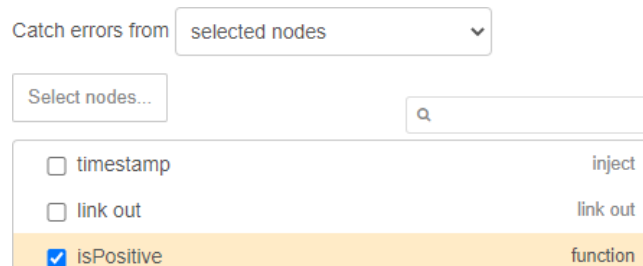 Catch errors from selected nodes
Select nodes...
timestamp inject
link out link out
isPositive function